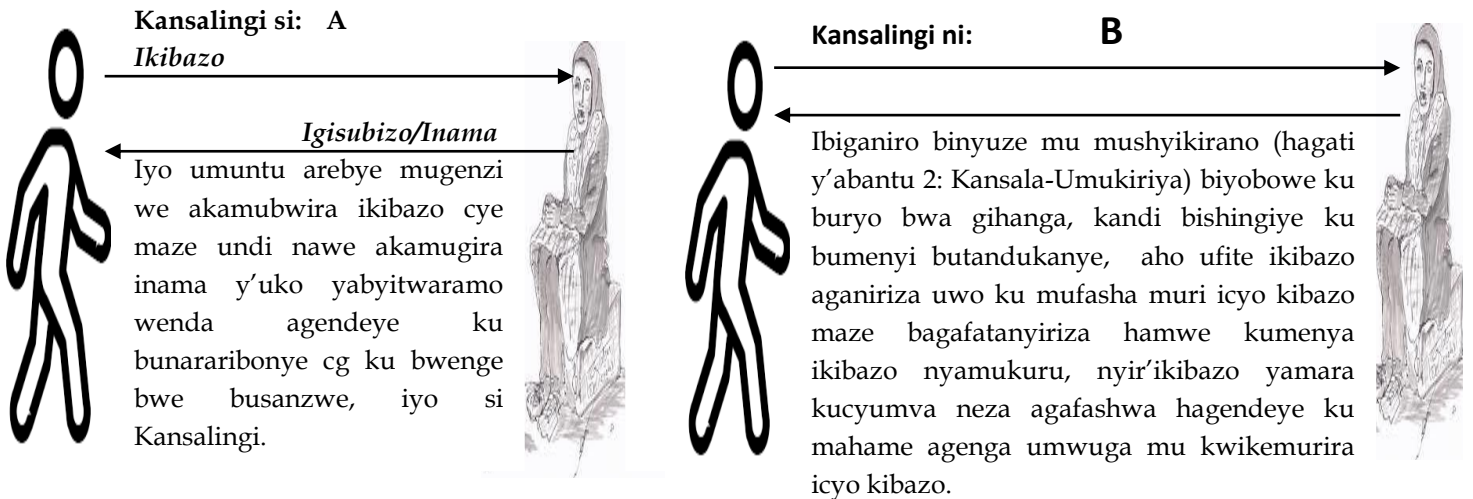 Kansalingi si: A
Ikibazo
Igisubizo/Inama
Iyo umuntu arebye mugenzi
we akamubwira ikibazo cye
maze undi nawe akamugira
inama y’uko yabyitwaramo
wenda agendeye ku
bunararibonye cg ku bwenge
bwe busanzwe, iyo si
Kansalingi.
Kansalingi ni: B
Ibiganiro binyuze mu mushyikirano (hagati
y’abantu 2: Kansala-Umukiriya) biyobowe ku
buryo bwa gihanga, kandi bishingiye ku
bumenyi butandukanye, aho ufite ikibazo
aganiriza uwo ku mufasha muri icyo kibazo
maze bagafatanyiriza hamwe kumenya
ikibazo nyamukuru, nyir’ikibazo yamara
kucyumva neza agafashwa hagendeye ku
mahame agenga umwuga mu kwikemurira
icyo kibazo.